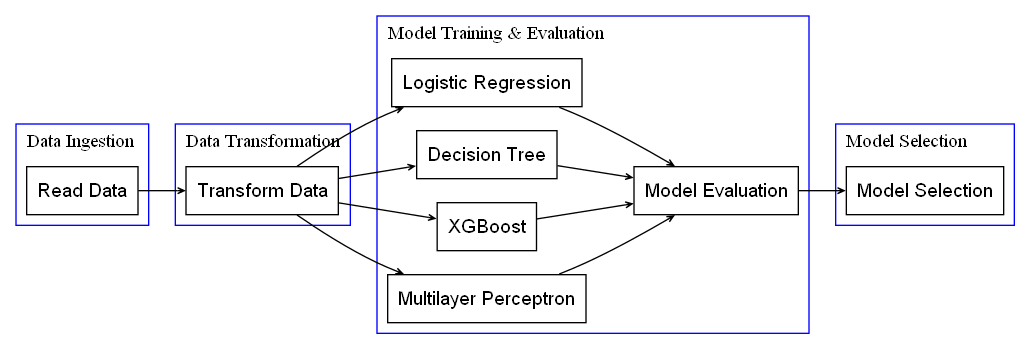 Data Ingestion
Read Data
Data Transformation
Transform Data
Model Training & Evaluation
Logistic Regression
Decision Tree
XGBoost
Multilayer Perceptron
Model Evaluation
Model Selection
Model Selection